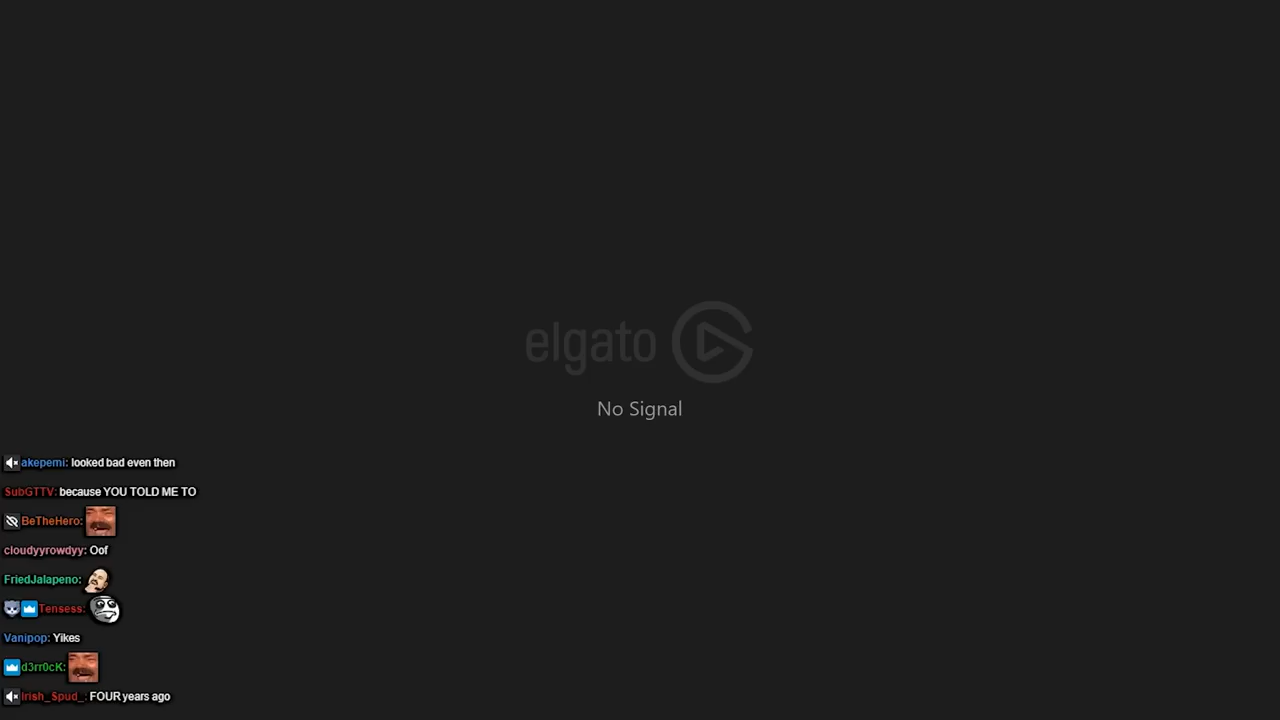 elgato
No Signal
akepemi: looked bad even then
SubGTTV: because YOU TOLD ME TO
BeTheHero:
cloudyyrowdyy: Oof
FriedJalapeno:
Tensess:
Vanipop: Yikes
d3rr0cK:
Irish_Spud_: FOUR years ago